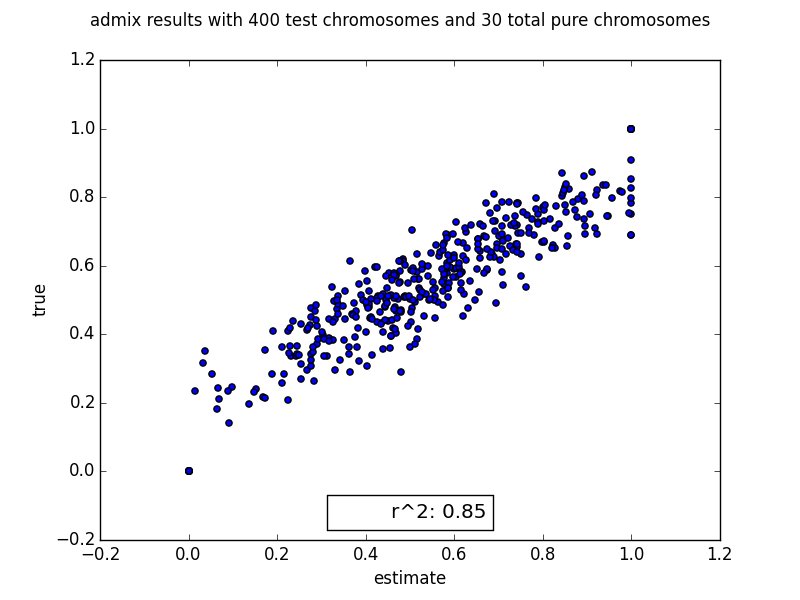 admix results with 400 test chromosomes and 30 total pure chromosomes
1.2
1.0
0.8
0.6
0.4
0.2
0.0
−0.2
true
r^2: 0.85
−0.2 0.0 0.2 0.4 0.6 0.8 1.0 1.2
estimate